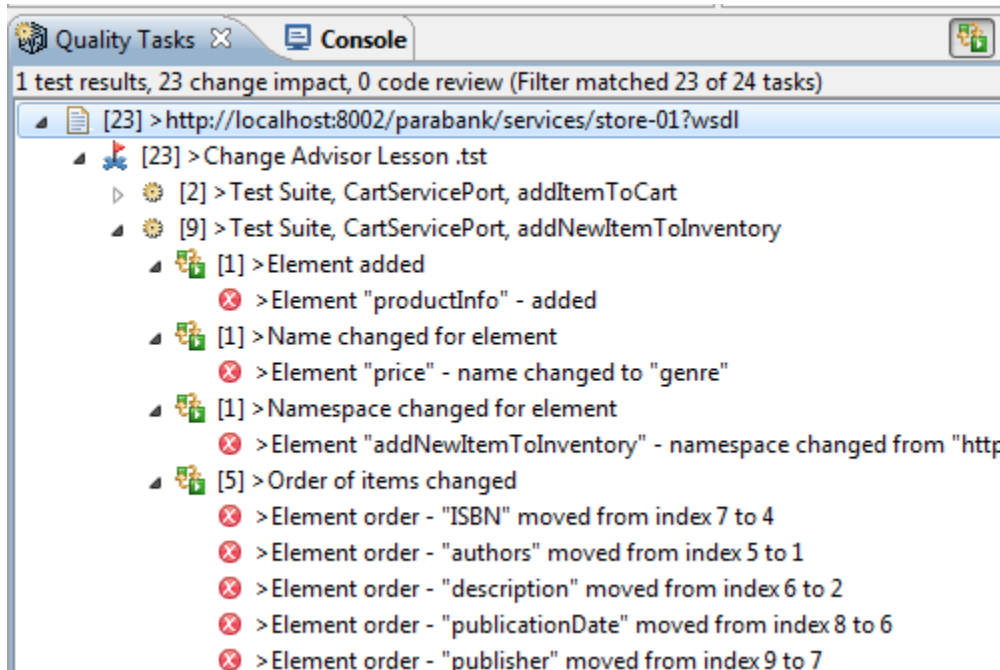 Quality Tasks Console
1 test results, 23 change impact, 0 code review (Filter matched 23 of 24 tasks)
[23] >http://localhost:8002/parabank/services/store-01?wsdl
[23] >Change Advisor Lesson .tst
[2] >Test Suite, CartServicePort, addItemToCart
[9] >Test Suite, CartServicePort, addNewItemToInventory
[1] >Element added
>Element "productInfo" - added
[1] >Name changed for element
>Element "price" - name changed to "genre"
[1] >Namespace changed for element
>Element "addNewItemToInventory" - namespace changed from "http
[5] >Order of items changed
>Element order - "ISBN" moved from index 7 to 4
>Element order - "authors" moved from index 5 to 1
>Element order - "description" moved from index 6 to 2
>Element order - "publicationDate" moved from index 8 to 6
>Element order - "publisher" moved from index 9 to 7